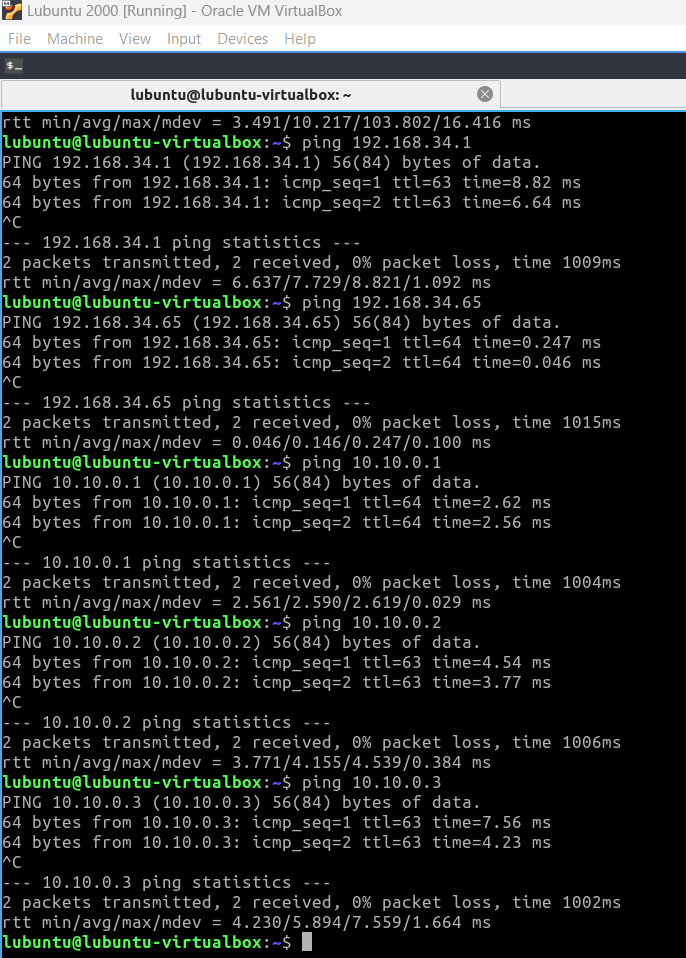 Lubuntu 2000 [Running] - Oracle VM VirtualBox
File Machine View Input Devices Help
$_
lubuntu@lubuntu-virtualbox: ~
rtt min/avg/max/mdev = 3.491/10.217/103.802/16.416 ms
lubuntu@lubuntu-virtualbox:~$ ping 192.168.34.1
PING 192.168.34.1 (192.168.34.1) 56(84) bytes of data.
64 bytes from 192.168.34.1: icmp_seq=1 ttl=63 time=8.82 ms
64 bytes from 192.168.34.1: icmp_seq=2 ttl=63 time=6.64 ms
^C
--- 192.168.34.1 ping statistics ---
2 packets transmitted, 2 received, 0% packet loss, time 1009ms
rtt min/avg/max/mdev = 6.637/7.729/8.821/1.092 ms
lubuntu@lubuntu-virtualbox:~$ ping 192.168.34.65
PING 192.168.34.65 (192.168.34.65) 56(84) bytes of data.
64 bytes from 192.168.34.65: icmp_seq=1 ttl=64 time=0.247 ms
64 bytes from 192.168.34.65: icmp_seq=2 ttl=64 time=0.046 ms
^C
--- 192.168.34.65 ping statistics ---
2 packets transmitted, 2 received, 0% packet loss, time 1015ms
rtt min/avg/max/mdev = 0.046/0.146/0.247/0.100 ms
lubuntu@lubuntu-virtualbox:~$ ping 10.10.0.1
PING 10.10.0.1 (10.10.0.1) 56(84) bytes of data.
64 bytes from 10.10.0.1: icmp_seq=1 ttl=64 time=2.62 ms
64 bytes from 10.10.0.1: icmp_seq=2 ttl=64 time=2.56 ms
^C
--- 10.10.0.1 ping statistics ---
2 packets transmitted, 2 received, 0% packet loss, time 1004ms
rtt min/avg/max/mdev = 2.561/2.590/2.619/0.029 ms
lubuntu@lubuntu-virtualbox:~$ ping 10.10.0.2
PING 10.10.0.2 (10.10.0.2) 56(84) bytes of data.
64 bytes from 10.10.0.2: icmp_seq=1 ttl=63 time=4.54 ms
64 bytes from 10.10.0.2: icmp_seq=2 ttl=63 time=3.77 ms
^C
--- 10.10.0.2 ping statistics ---
2 packets transmitted, 2 received, 0% packet loss, time 1006ms
rtt min/avg/max/mdev = 3.771/4.155/4.539/0.384 ms
lubuntu@lubuntu-virtualbox:~$ ping 10.10.0.3
PING 10.10.0.3 (10.10.0.3) 56(84) bytes of data.
64 bytes from 10.10.0.3: icmp_seq=1 ttl=63 time=7.56 ms
64 bytes from 10.10.0.3: icmp_seq=2 ttl=63 time=4.23 ms
^C
--- 10.10.0.3 ping statistics ---
2 packets transmitted, 2 received, 0% packet loss, time 1002ms
rtt min/avg/max/mdev = 4.230/5.894/7.559/1.664 ms
lubuntu@lubuntu-virtualbox:~$